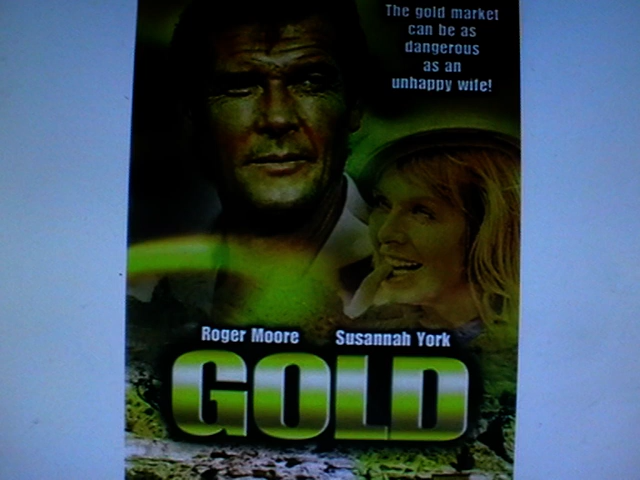 The gold market
can be as
dangerous
as an
unhappy wife!
Roger Moore Susannah York
GOLD